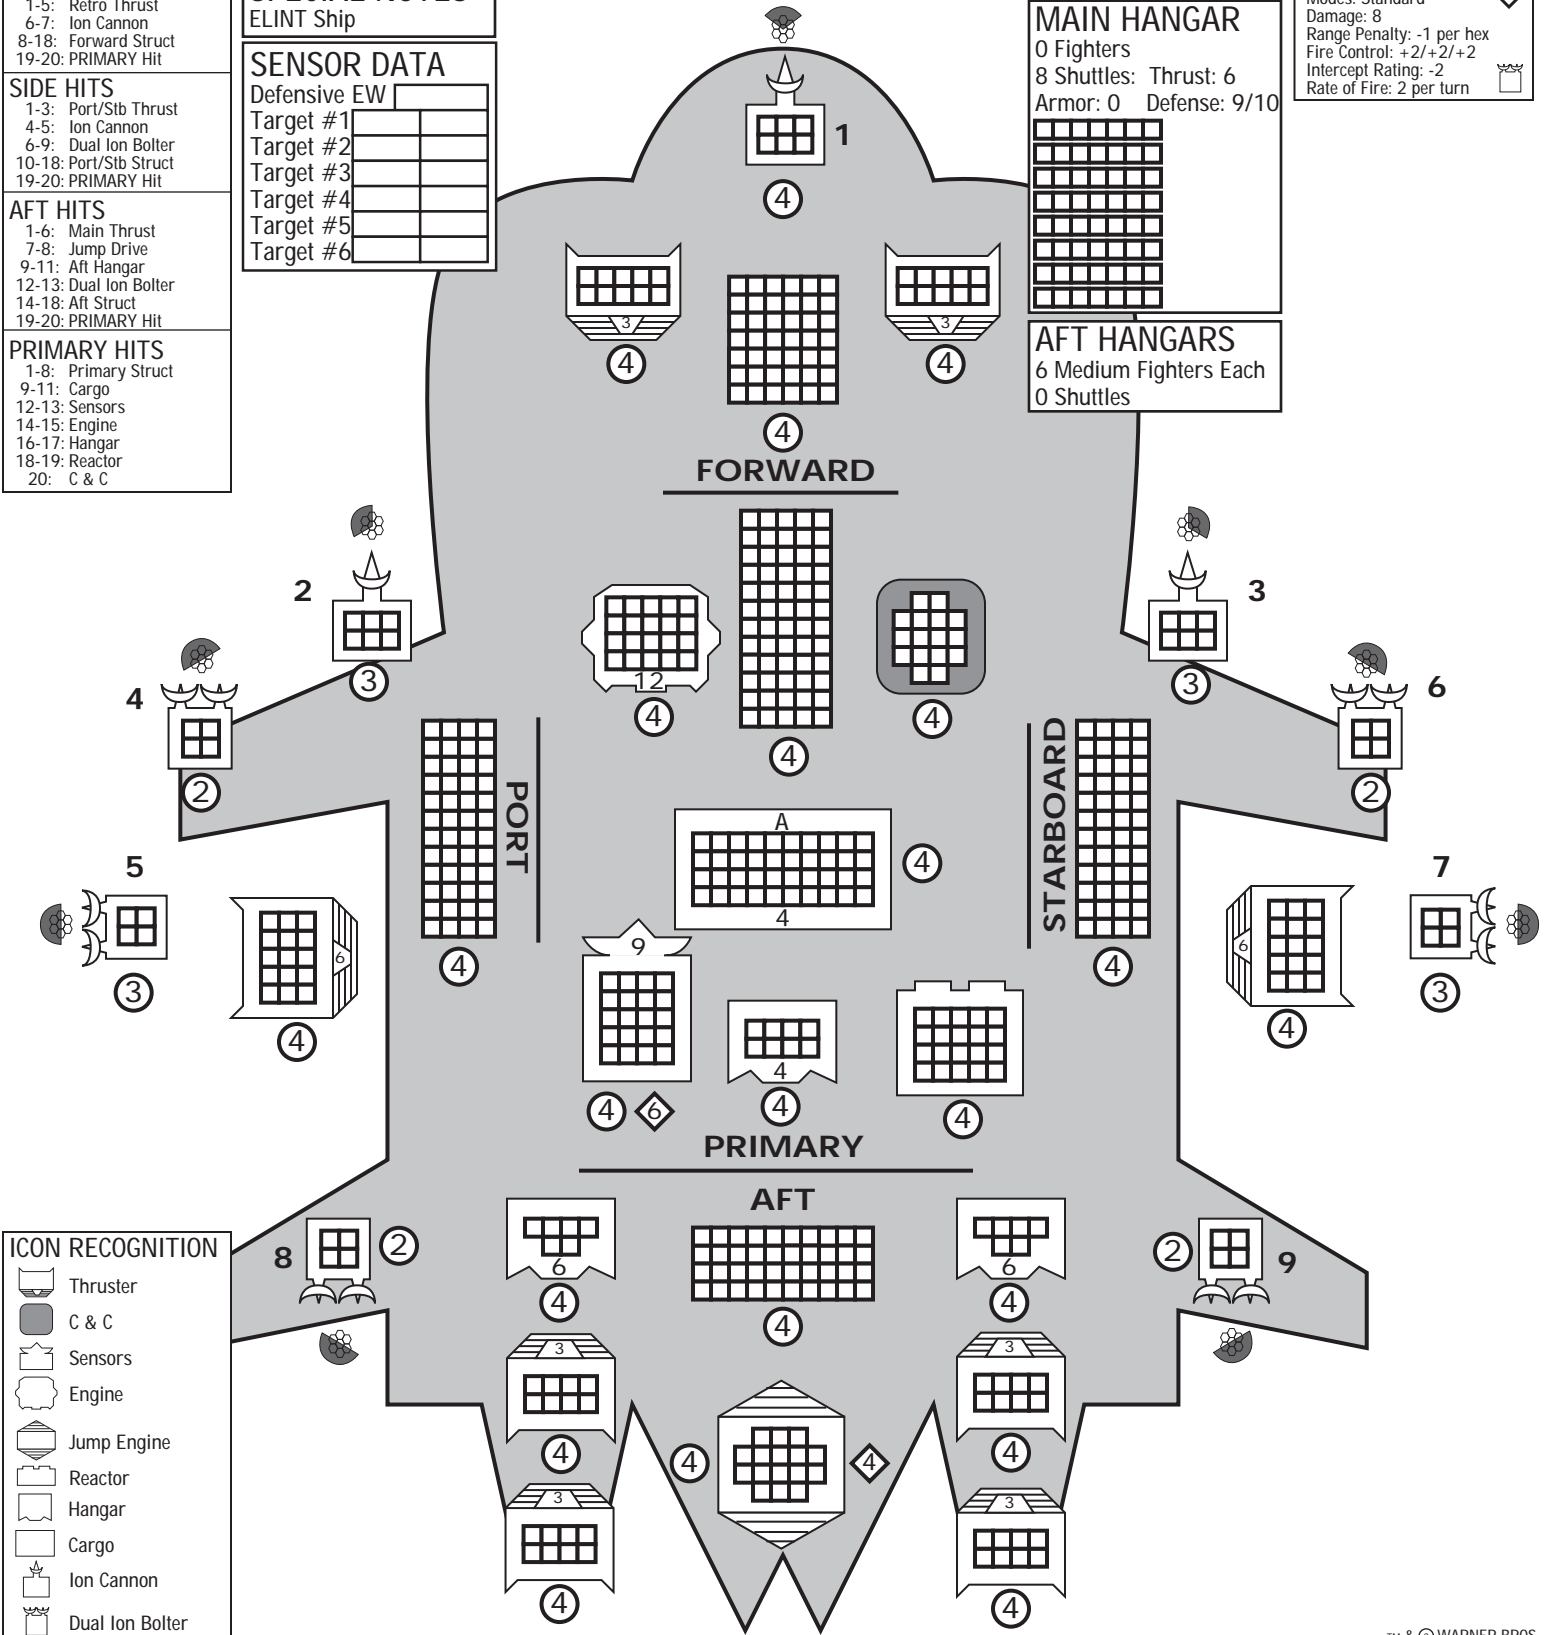 1-5: Retro Thrust
6-7: Ion Cannon
8-18: Forward Struct
19-20: PRIMARY Hit
SIDE HITS
1-3: Port/Stb Thrust
4-5: Ion Cannon
6-9: Dual Ion Bolter
10-18: Port/Stb Struct
19-20: PRIMARY Hit
AFT HITS
1-6: Main Thrust
7-8: Jump Drive
9-11: Aft Hangar
12-13: Dual Ion Bolter
14-18: Aft Struct
19-20: PRIMARY Hit
PRIMARY HITS
1-8: Primary Struct
9-11: Cargo
12-13: Sensors
14-15: Engine
16-17: Hangar
18-19: Reactor
20: C & C
SPECIAL NOTES
ELINT Ship
SENSOR DATA
Defensive EW
Target #1
Target #2
Target #3
Target #4
Target #5
Target #6
MAIN HANGAR
0 Fighters
8 Shuttles: Thrust: 6
Armor: 0 Defense: 9/10
AFT HANGARS
6 Medium Fighters Each
0 Shuttles
Modes: Standard
Damage: 8
Range Penalty: -1 per hex
Fire Control: +2/+2/+2
Intercept Rating: -2
Rate of Fire: 2 per turn
1
4
3
4
3
4
4
FORWARD
2
3
3
3
12
4
4
4
4
2
6
2
PORT
4
STARBOARD
4
A
4
4
5
3
6
4
7
3
6
4
9
4
6
4
4
4
PRIMARY
AFT
8
2
6
4
4
6
4
2
9
3
4
3
4
4
4
3
4
3
4
ICON RECOGNITION
Thruster
C & C
Sensors
Engine
Jump Engine
Reactor
Hangar
Cargo
Ion Cannon
Dual Ion Bolter
TM & © WARNER BROS